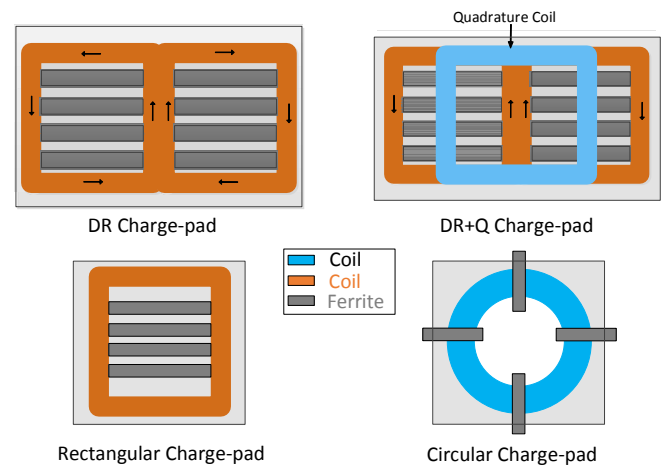 Quadrature Coil
DR Charge-pad
DR+Q Charge-pad
Coil
Coil
Ferrite
Rectangular Charge-pad
Circular Charge-pad